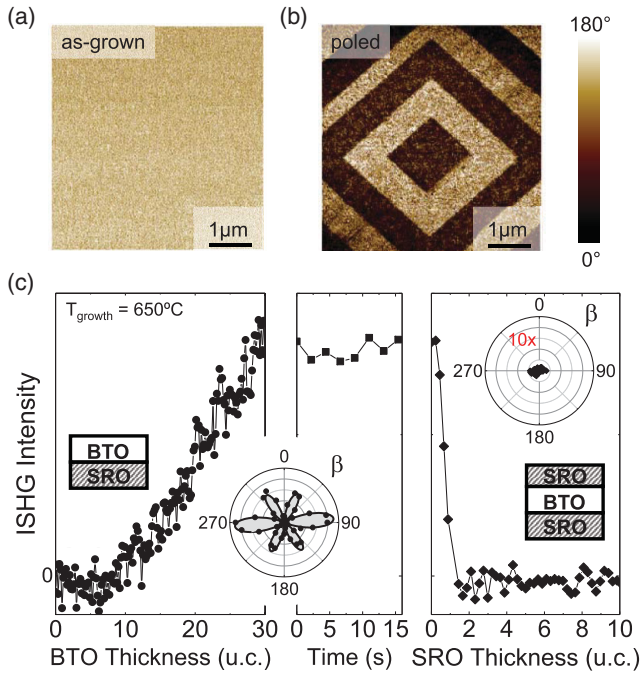 (a)
as-grown
1µm
(b)
poled
1µm
180°
0°
(c)
ISHG Intensity
0
T growth = 650ºC
BTO
SRO
0 10 20 30
BTO Thickness (u.c.)
0
β
270
90
180
0 5 10 15
Time (s)
0
β
10x
270
90
180
SRO
BTO
SRO
0 2 4 6 8 10
SRO Thickness (u.c.)